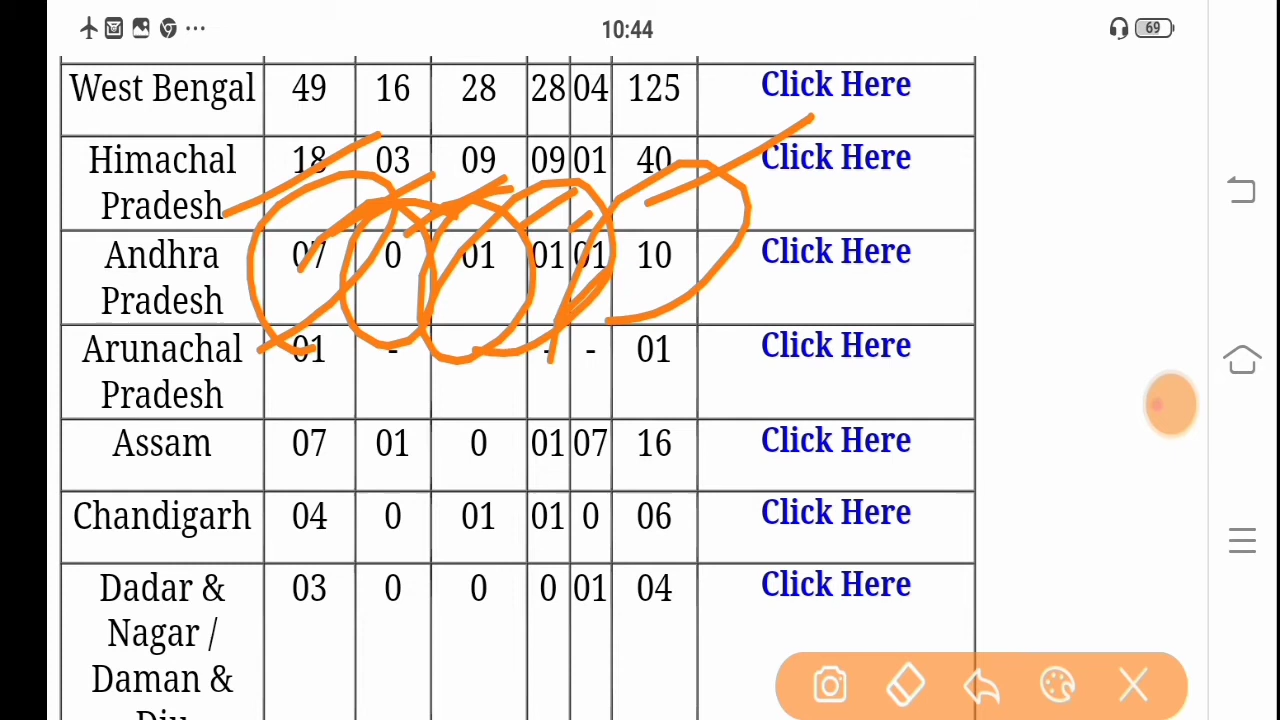 10:44
69
West Bengal 49 16 28 28 04 125 Click Here
Himachal 18 03 09 09 01 40 Click Here
Pradesh
Andhra 07 0 01 01 01 10 Click Here
Pradesh
Arunachal 01 - - - 01 Click Here
Pradesh
Assam 07 01 0 01 07 16 Click Here
Chandigarh 04 0 01 01 0 06 Click Here
Dadar & 03 0 0 0 01 04 Click Here
Nagar /
Daman &
Diu